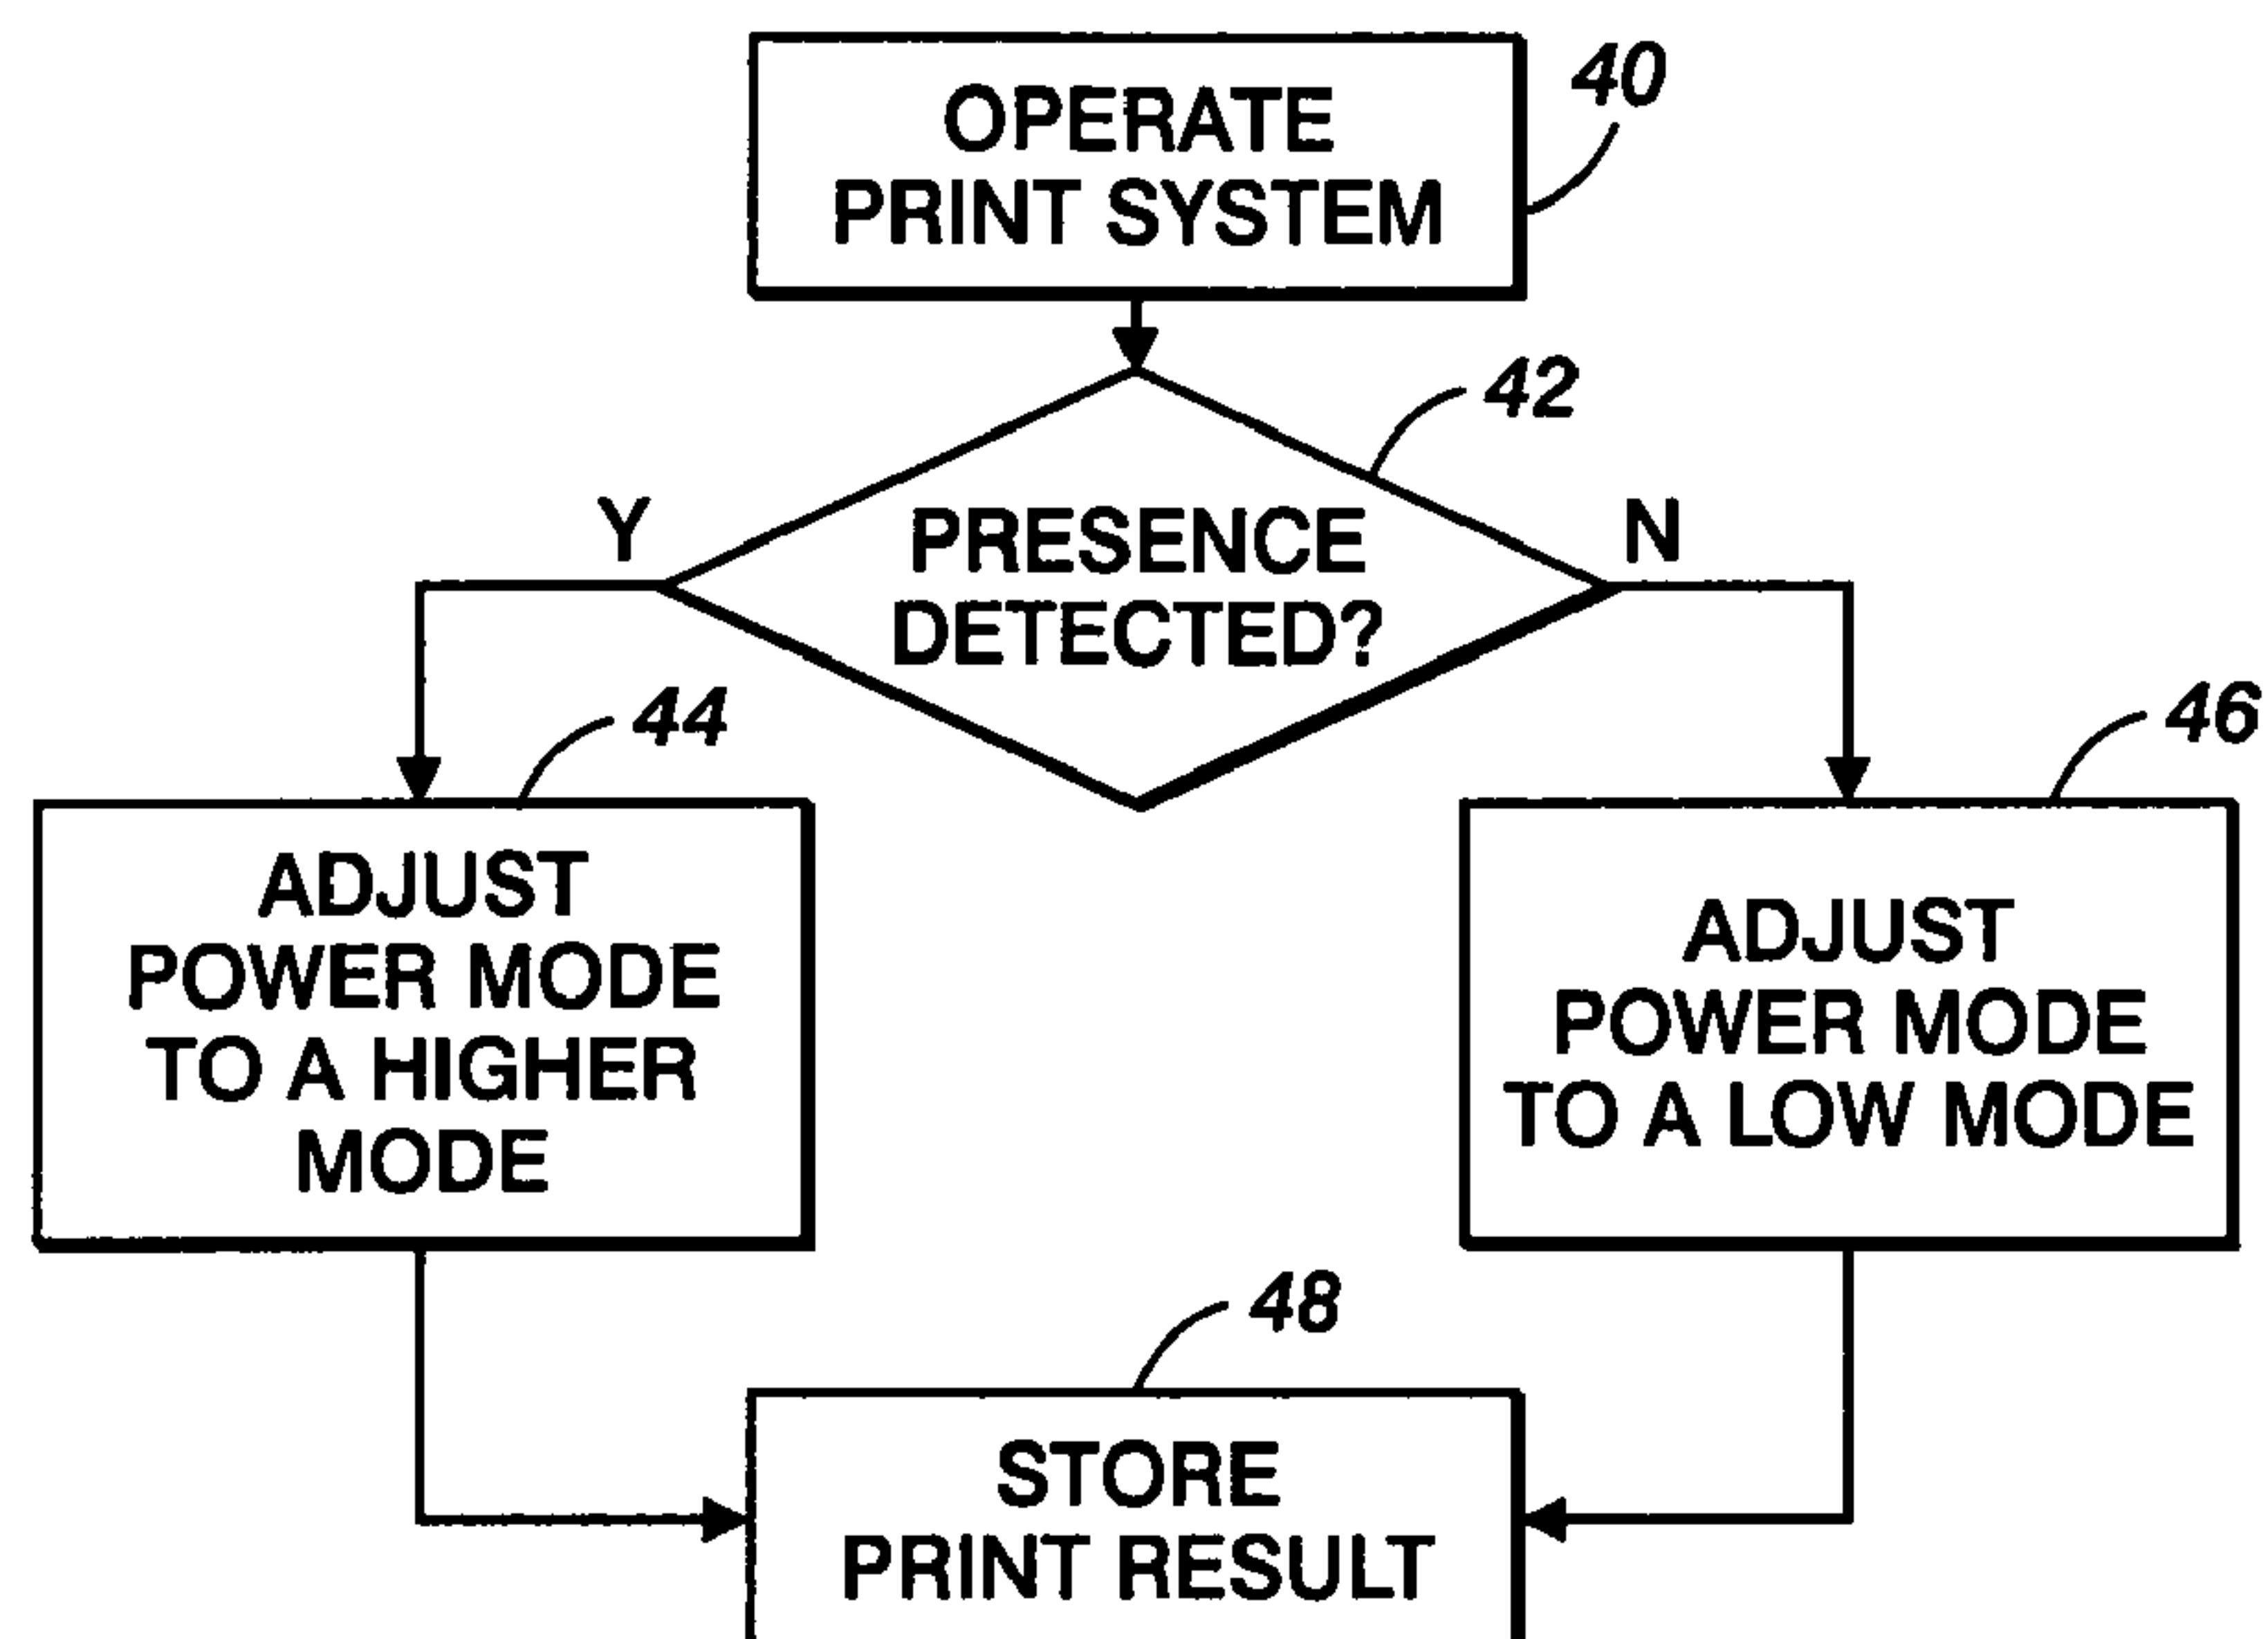 OPERATE
PRINT SYSTEM
40
42
PRESENCE
DETECTED?
Y
N
44
46
ADJUST
POWER MODE
TO A HIGHER
MODE
ADJUST
POWER MODE
TO A LOW MODE
48
STORE
PRINT RESULT